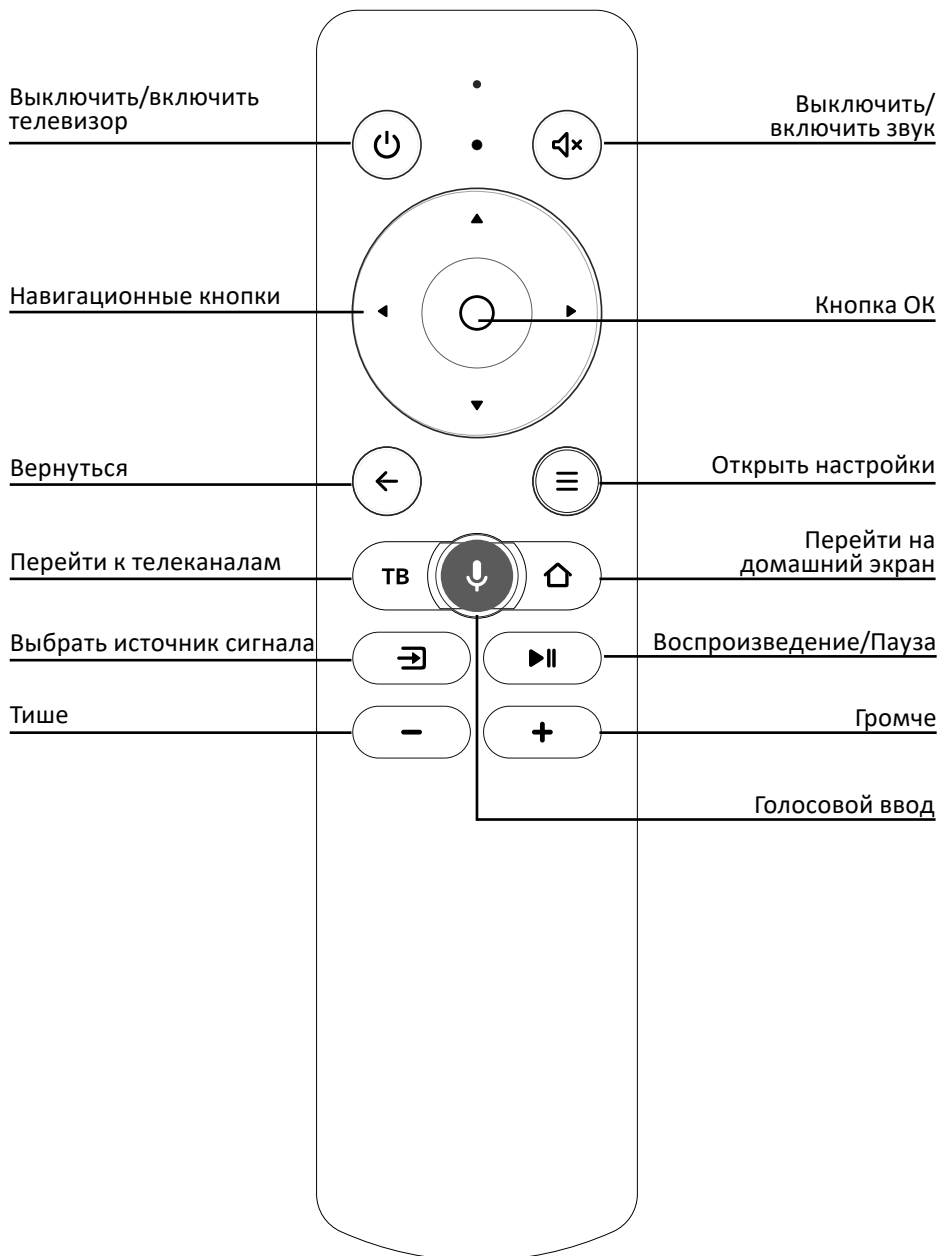 Выключить/включить
телевизор
Выключить/
включить звук
Навигационные кнопки
Кнопка ОК
Вернуться
Открыть настройки
Перейти к телеканалам
ТВ
Перейти на
домашний экран
Выбрать источник сигнала
Воспроизведение/Пауза
Тише
Громче
Голосовой ввод